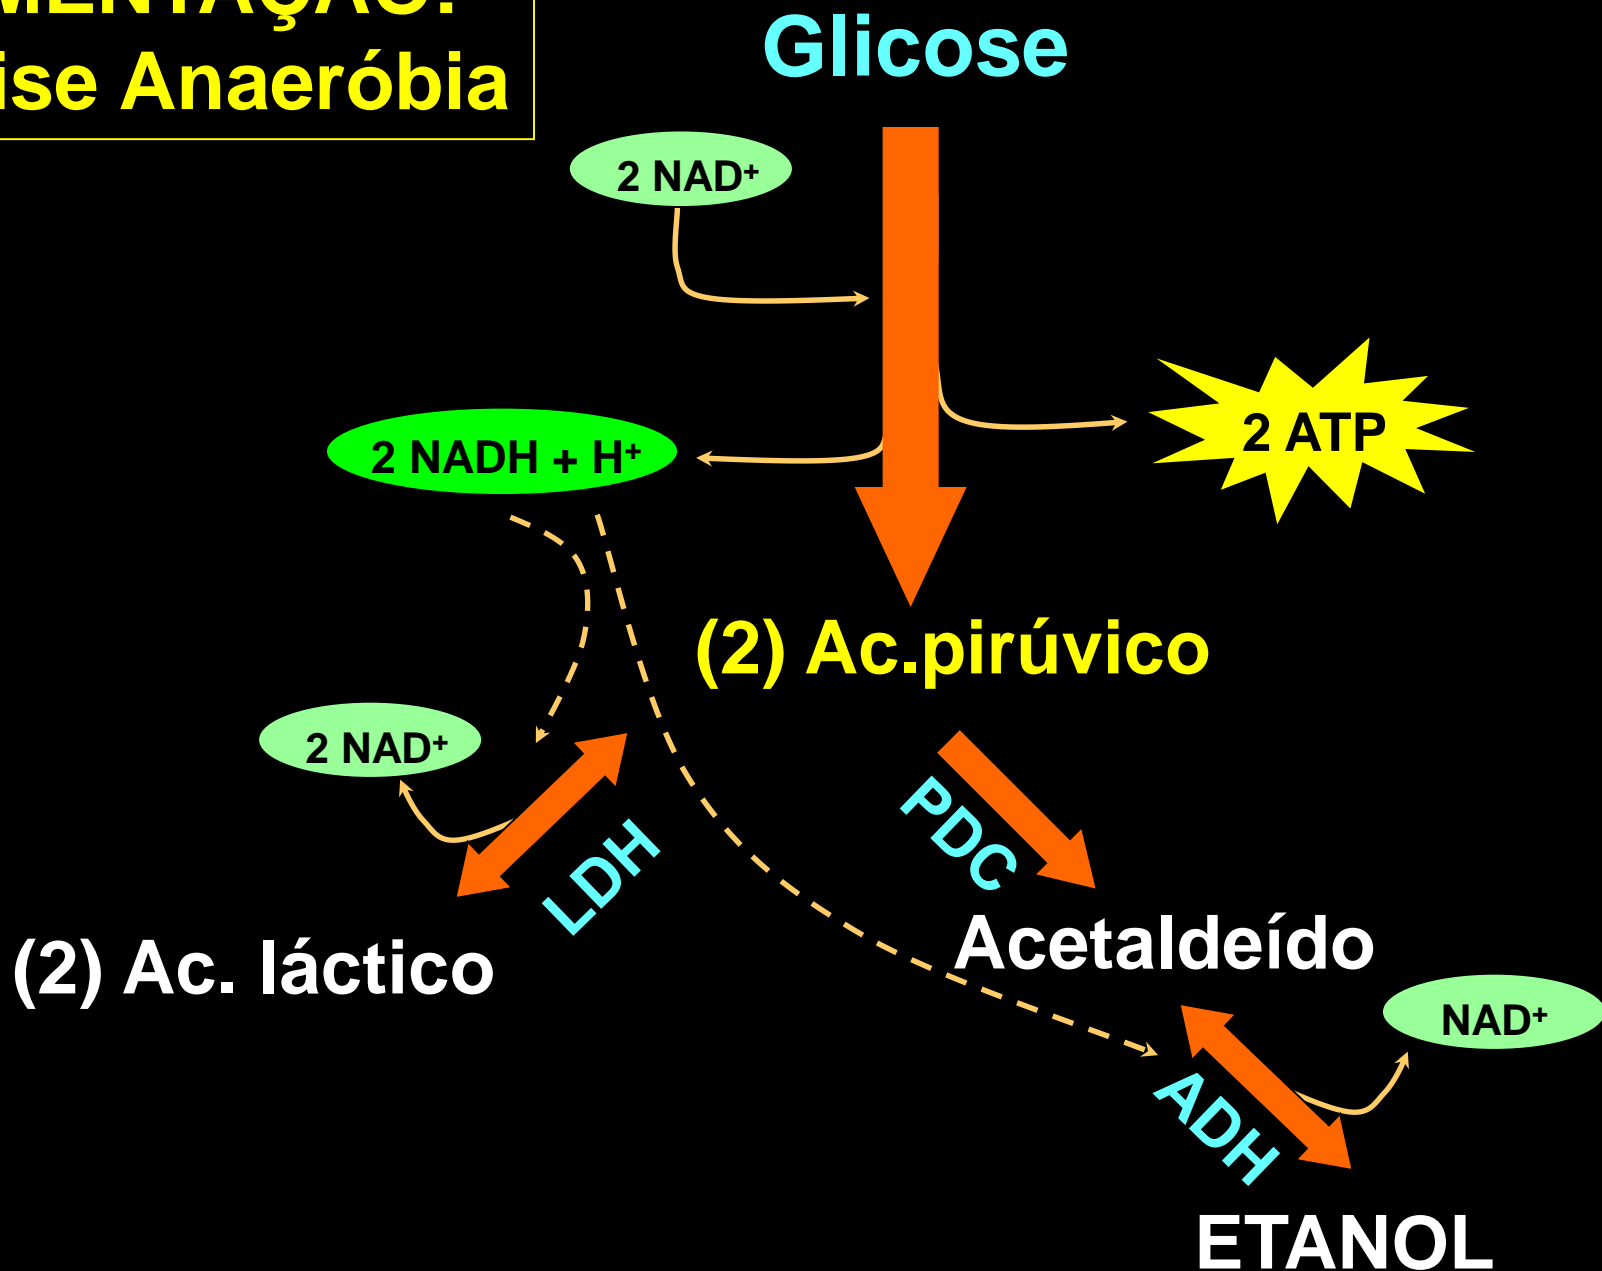 MENTAÇÃO:
ise Anaeróbia
Glicose
2 NAD+
2 ATP
2 NADH + H+
(2) Ac.pirúvico
2 NAD+
LDH
PDC
(2) Ac. láctico
Acetaldeído
NAD+
ADH
ETANOL